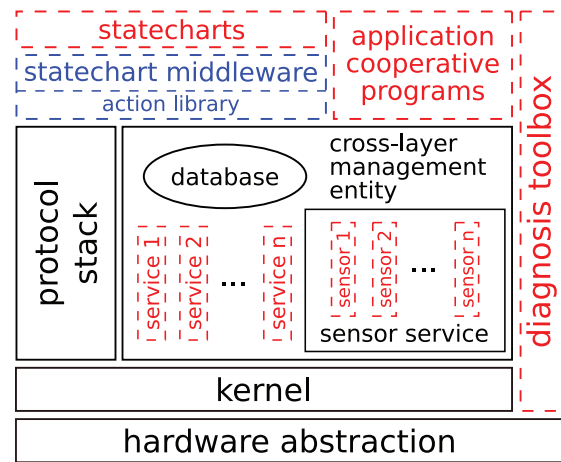 statecharts
statechart middleware
action library
application
cooperative
programs
diagnosis toolbox
protocol
stack
database
cross-layer
management
entity
service 1
service 2
...
service n
sensor 1
sensor 2
...
sensor n
sensor service
kernel
hardware abstraction